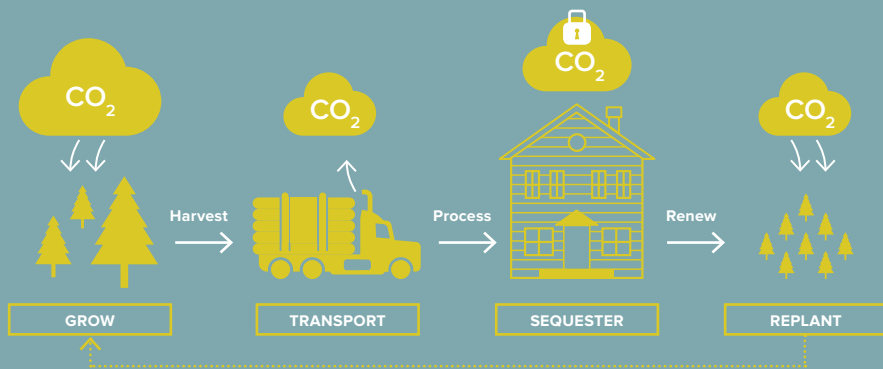 CO₂
CO₂
CO₂
CO₂
Harvest
Process
Renew
GROW
TRANSPORT
SEQUESTER
REPLANT